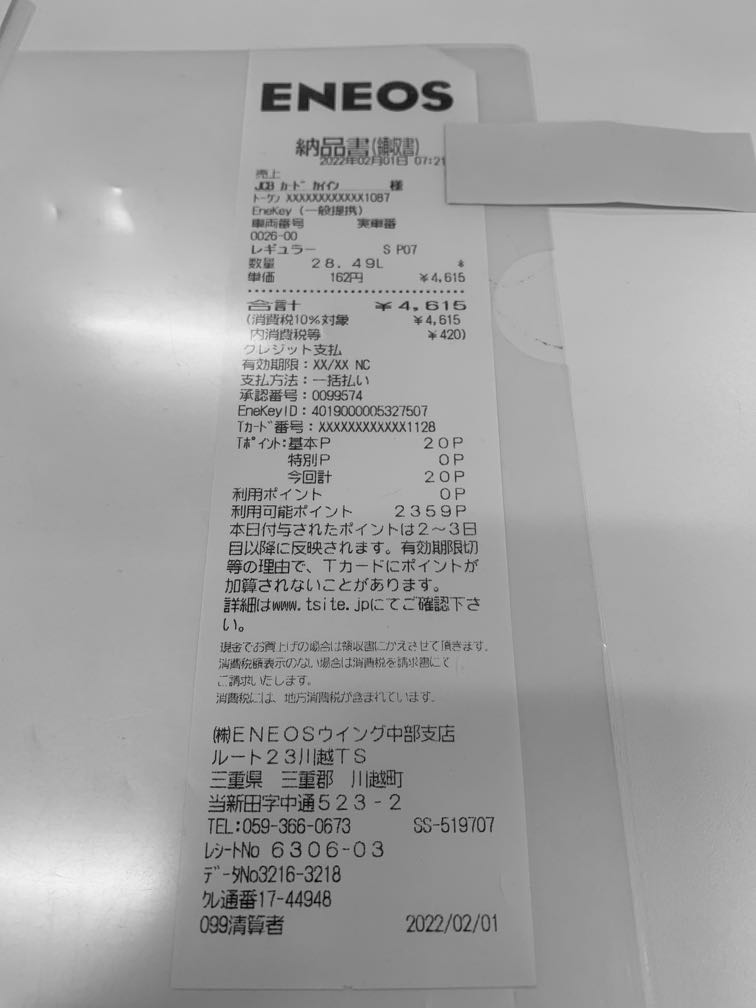 ENEOS
納品書(領収書)
2022年02月01日 07:21
売上
JCB カード カイイン 様
トークン XXXXXXXXXXXX1087
EneKey (一般提携)
車両番号 実車番
0026-00
レギュラー S P07
数量 28.49L *
単価 162円 ¥4,615
合計 ¥4,615
(消費税10%対象 ¥4,615
内消費税等 ¥420)
クレジット支払
有効期限:XX/XX NC
支払方法:一括払い
承認番号:0099574
EneKeyID:4019000005327507
Tカード番号:XXXXXXXXXXXX1128
Tポイント:基本P 20P
特別P 0P
今回計 20P
利用ポイント 0P
利用可能ポイント 2359P
本日付与されたポイントは2~3日
目以降に反映されます。有効期限切
等の理由で、Tカードにポイントが
加算されないことがあります。
詳細はwww.tsite.jpにてご確認下さ
い。
現金でお買上げの場合は領収書にかえさせて頂きます。
消費税額表示のない場合は消費税を請求書にて
ご請求いたします。
消費税には、地方消費税が含まれています。
(株)ENEOSウイング中部支店
ルート23川越TS
三重県 三重郡 川越町
当新田字中通523-2
TEL:059-366-0673 SS-519707
レシートNo 6306-03
データNo3216-3218
クレ通番17-44948
099清算者 2022/02/01